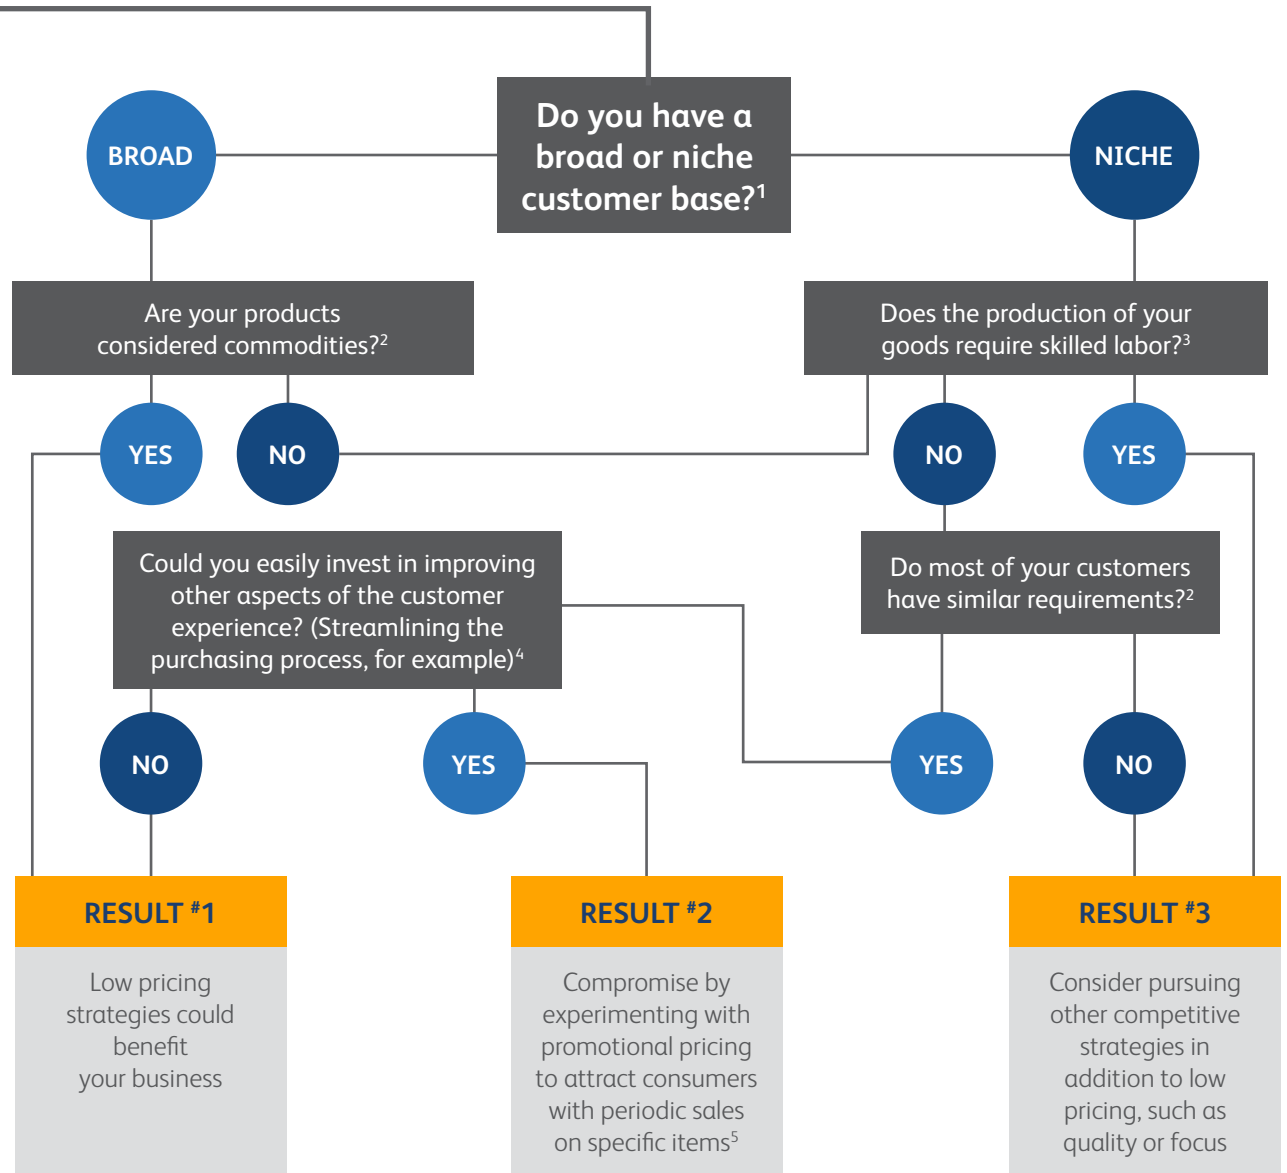 Do you have a
broad or niche
customer base?¹
BROAD
NICHE
Are your products
considered commodities?²
Does the production of your
goods require skilled labor?³
YES
NO
NO
YES
Could you easily invest in improving
other aspects of the customer
experience? (Streamlining the
purchasing process, for example)⁴
Do most of your customers
have similar requirements?²
NO
YES
YES
NO
RESULT #1
Low pricing
strategies could
benefit
your business
RESULT #2
Compromise by
experimenting with
promotional pricing
to attract consumers
with periodic sales
on specific items⁵
RESULT #3
Consider pursuing
other competitive
strategies in
addition to low
pricing, such as
quality or focus